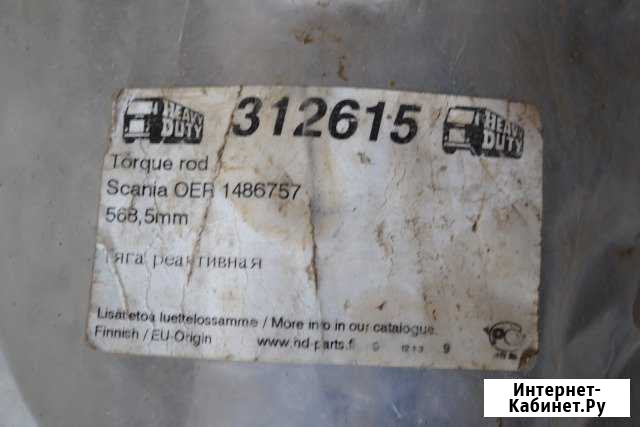 HEAVY DUTY 312615 HEAVY DUTY
Torque rod
Scania OER 1486757
568,5mm
Тяга реактивная
Lisätietoa luettelossamme / More info in our catalogue.
Finnish / EU-Origin www.hd-parts.fi
Интернет-
Кабинет.Ру